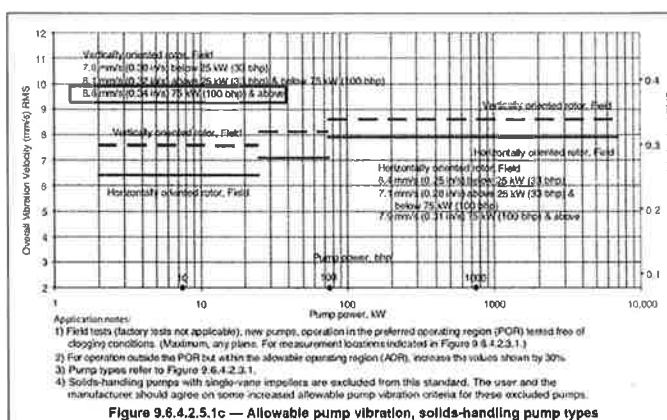 12
11
10
9
8
7
6
5
4
3
2
Overall Vibration Velocity (mm/s) RMS
Vertically oriented rotor, Field
(0.30 in/s) below 25 kW (33 bhp)
8.1 mm/s (0.32 in/s) above 25 kW (33 bhp) & below 75 kW (100 bhp)
8.6 mm/s (0.34 in/s) 75 kW (100 bhp) & above
Vertically oriented rotor, Field
Horizontally oriented rotor, Field
Vertically oriented rotor, Field
Horizontally oriented rotor, Field
Horizontally oriented rotor, Field
6.4 mm/s (0.25 in/s) below 25 kW (33 bhp)
7.1 mm/s (0.28 in/s) above 25 kW (33 bhp) &
below 75 kW (100 bhp)
7.9 mm/s (0.31 in/s) 75 kW (100 bhp) & above
0.4
0.3
0.2
0.1
Pump power, bhp
10
100
1000
1
10
100
1000
10,000
Pump power, kW
Application notes:
1) Field tests (factory tests not applicable), new pumps, operation in the preferred operating region (POR) tested free of
clogging conditions. (Maximum, any plane. For measurement locations indicated in Figure 9.6.4.2.3.1.)
2) For operation outside the POR but within the allowable operating region (AOR), increase the values shown by 30%.
3) Pump types refer to Figure 9.6.4.2.3.1.
4) Solids-handling pumps with single-vane impellers are excluded from this standard. The user and the
manufacturer should agree on some increased allowable pump vibration criteria for these excluded pumps.
Figure 9.6.4.2.5.1c — Allowable pump vibration, solids-handling pump types